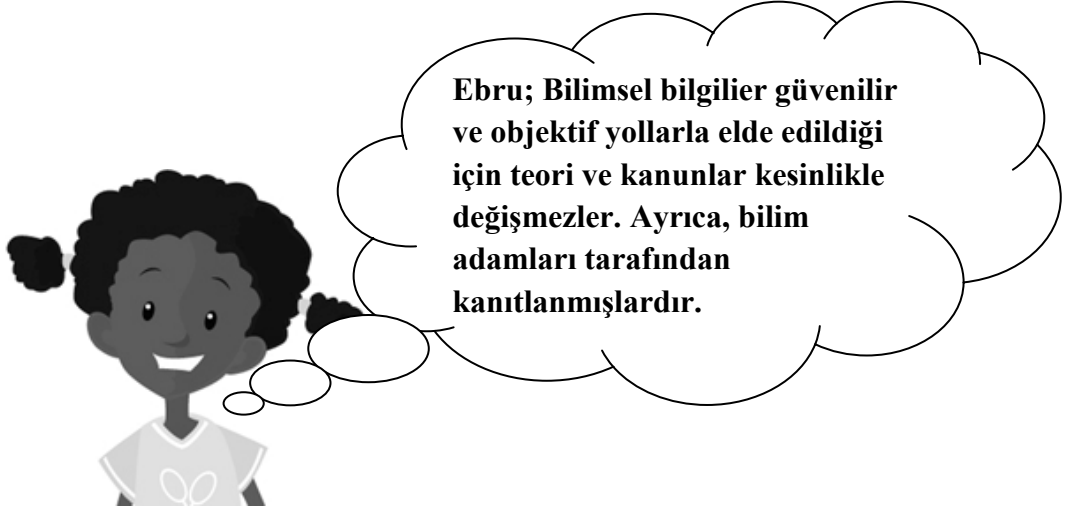 Ebru; Bilimsel bilgilier güvenilir
ve objektif yollarla elde edildiği
için teori ve kanunlar kesinlikle
değişmezler. Ayrıca, bilim
adamları tarafından
kanıtlanmışlardır.